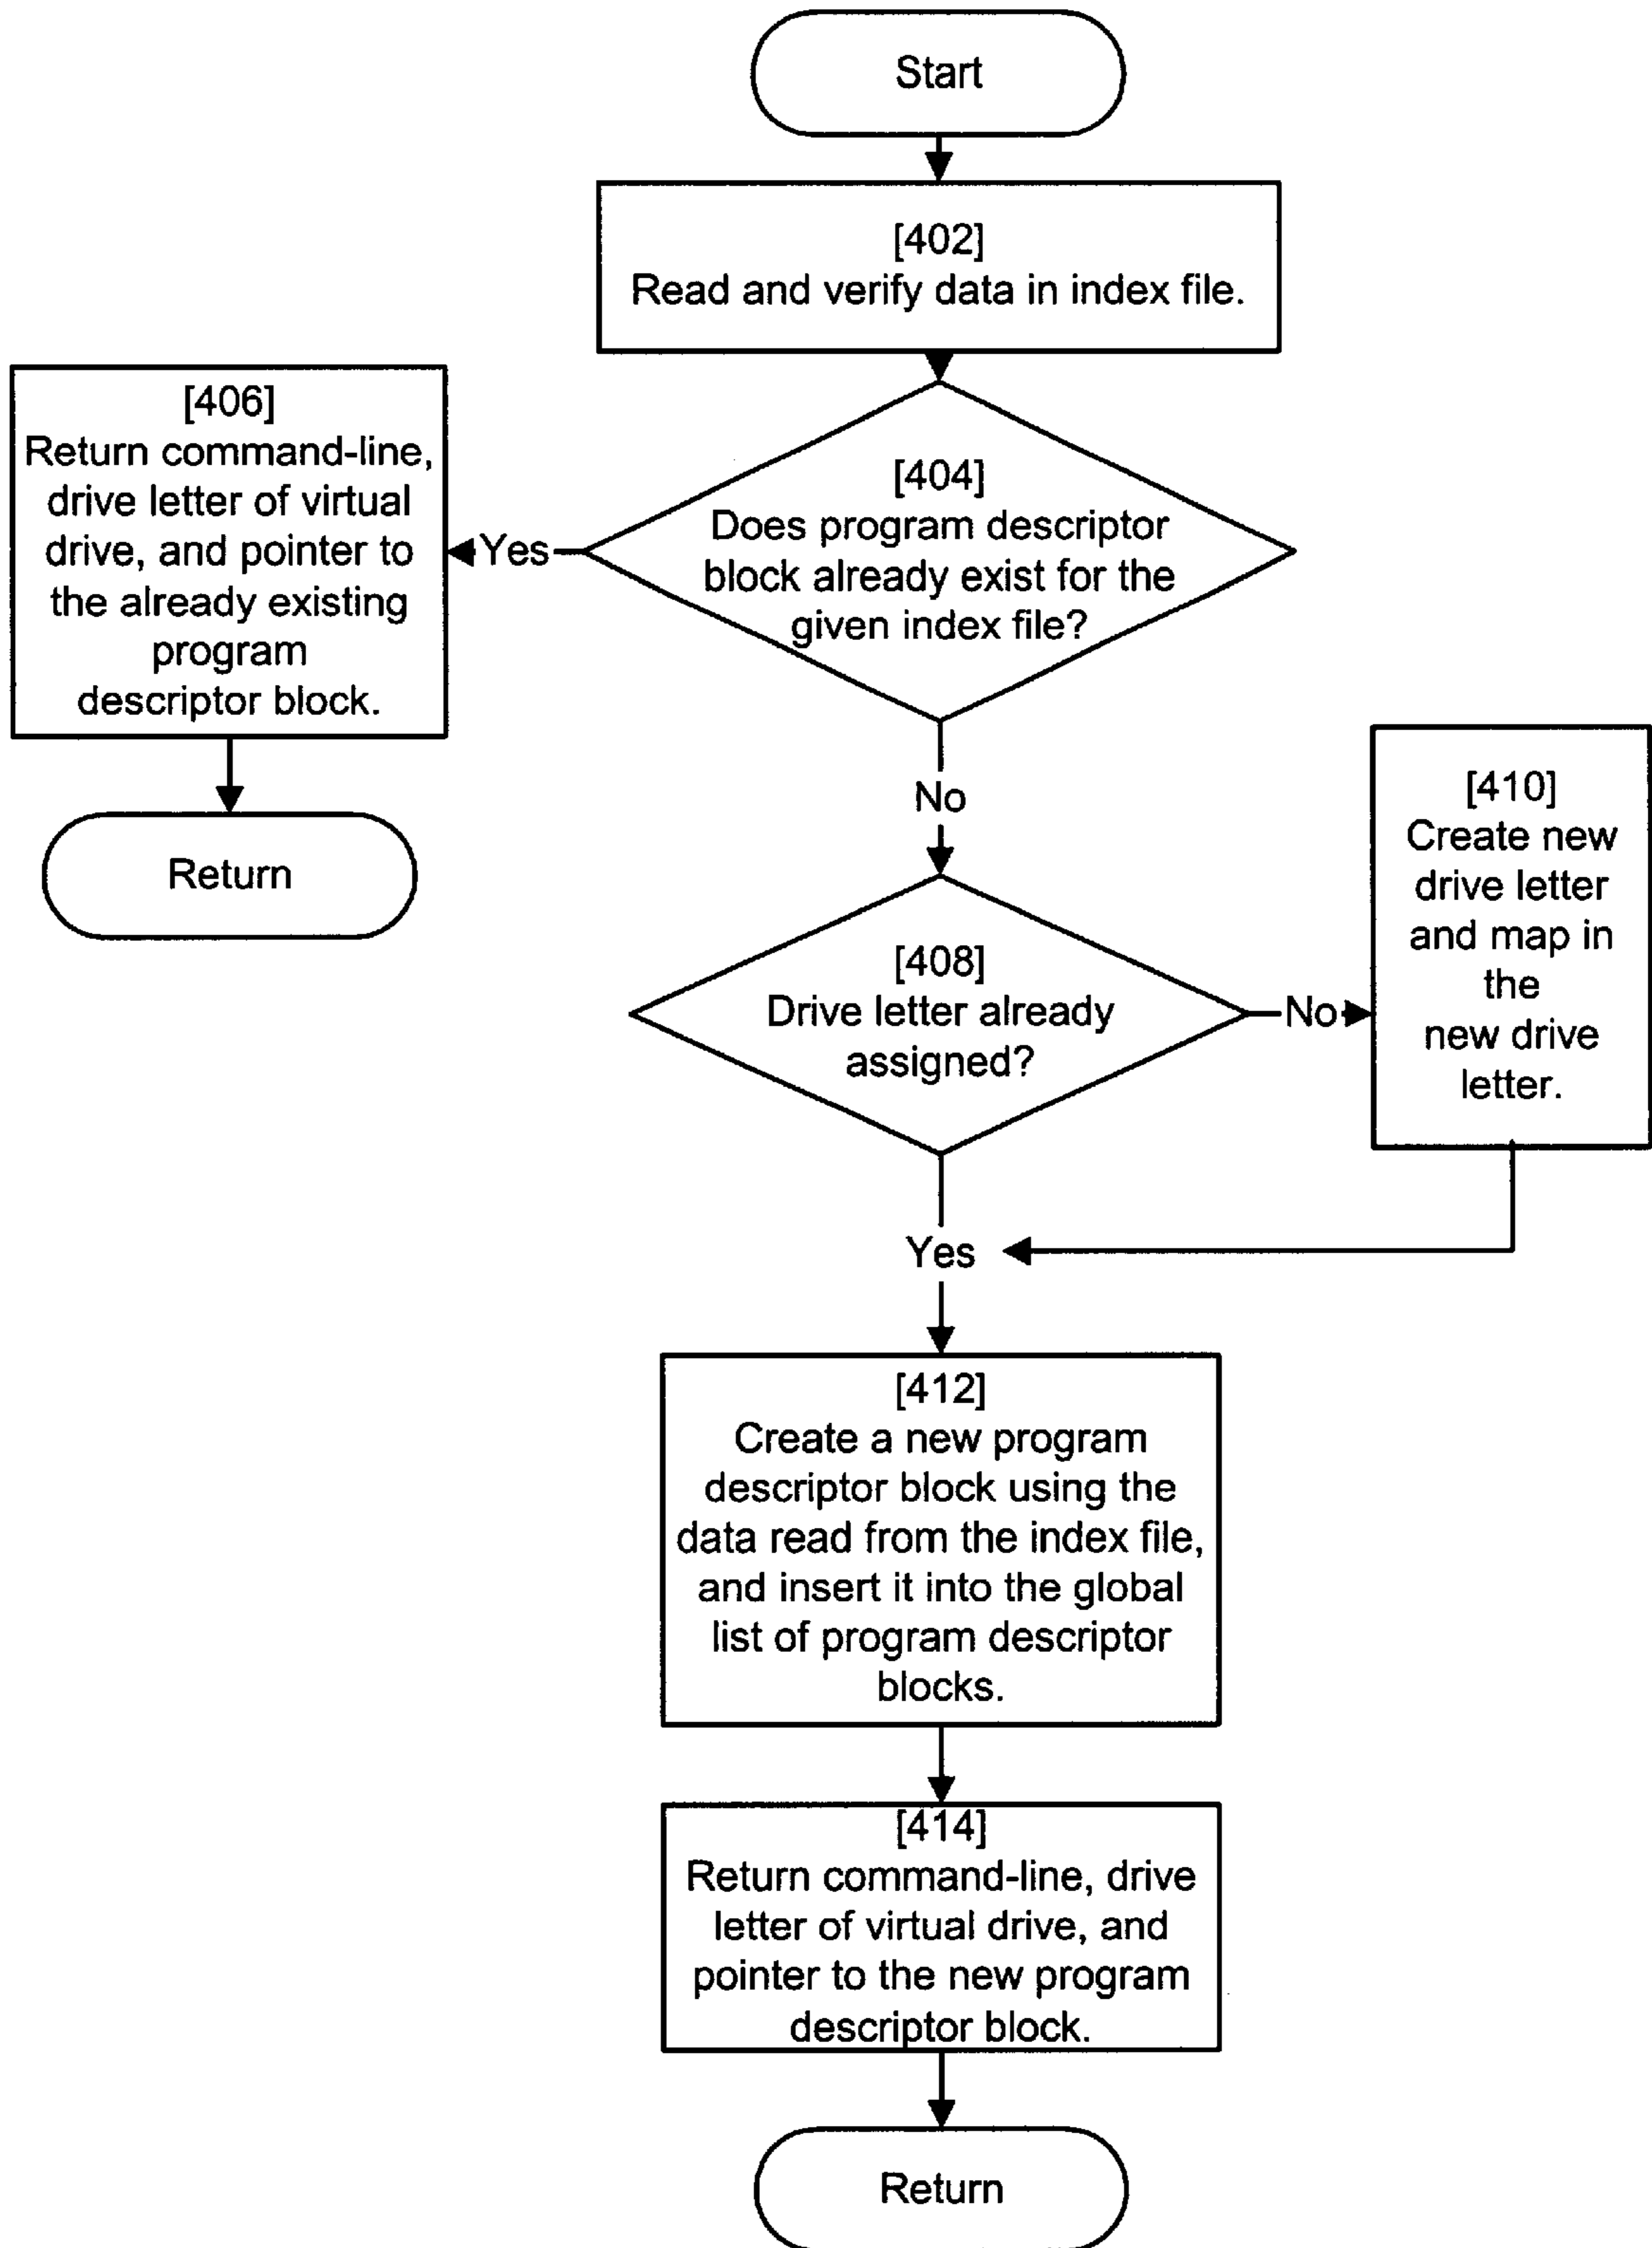 Start
[402]
Read and verify data in index file.
[406]
Return command-line,
drive letter of virtual
drive, and pointer to
the already existing
program
descriptor block.
Yes
[404]
Does program descriptor
block already exist for the
given index file?
Return
No
[408]
Drive letter already
assigned?
No
[410]
Create new
drive letter
and map in
the
new drive
letter.
Yes
[412]
Create a new program
descriptor block using the
data read from the index file,
and insert it into the global
list of program descriptor
blocks.
[414]
Return command-line, drive
letter of virtual drive, and
pointer to the new program
descriptor block.
Return